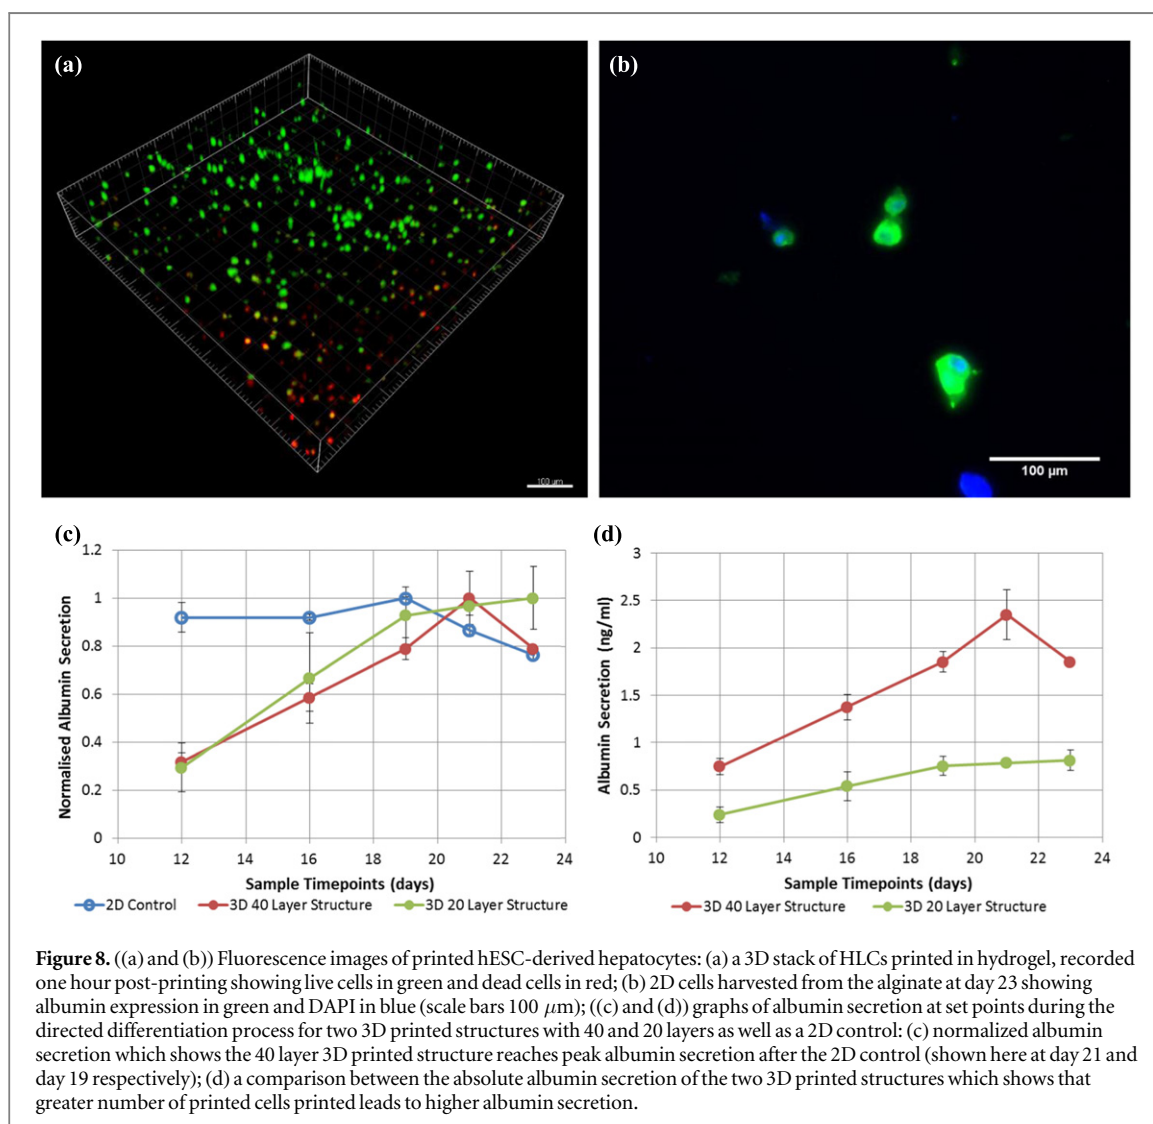 (a)
(b)
100 μm
100 μm
(c)
(d)
1.2
1
0.8
0.6
0.4
0.2
0
Normalised Albumin Secretion
10 12 14 16 18 20 22 24
Sample Timepoints (days)
2D Control 3D 40 Layer Structure 3D 20 Layer Structure
3
2.5
2
1.5
1
0.5
0
Albumin Secretion (ng/ml)
10 12 14 16 18 20 22 24
Sample Timepoints (days)
3D 40 Layer Structure 3D 20 Layer Structure
Figure 8. ((a) and (b)) Fluorescence images of printed hESC-derived hepatocytes: (a) a 3D stack of HLCs printed in hydrogel, recorded
one hour post-printing showing live cells in green and dead cells in red; (b) 2D cells harvested from the alginate at day 23 showing
albumin expression in green and DAPI in blue (scale bars 100 μm); ((c) and (d)) graphs of albumin secretion at set points during the
directed differentiation process for two 3D printed structures with 40 and 20 layers as well as a 2D control: (c) normalized albumin
secretion which shows the 40 layer 3D printed structure reaches peak albumin secretion after the 2D control (shown here at day 21 and
day 19 respectively); (d) a comparison between the absolute albumin secretion of the two 3D printed structures which shows that
greater number of printed cells printed leads to higher albumin secretion.